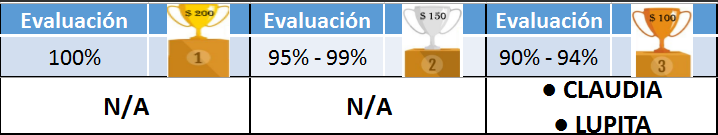 Evaluación $ 200 Evaluación $ 150 Evaluación $ 100
100% 1 95% - 99% 2 90% - 94% 3
N/A N/A ● CLAUDIA
● LUPITA